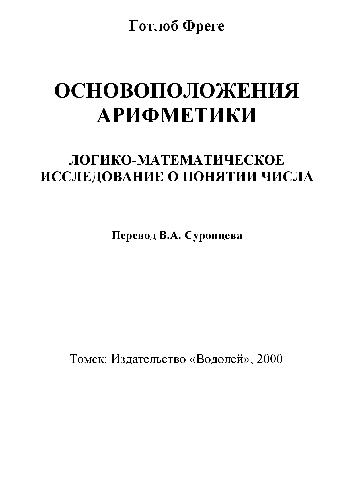 Готлоб Фреге
ОСНОВОПОЛОЖЕНИЯ
АРИФМЕТИКИ
ЛОГИКО-МАТЕМАТИЧЕСКОЕ
ИССЛЕДОВАНИЕ О ПОНЯТИИ ЧИСЛА
Перевод В.А. Суровцева
Томск: Издательство «Водолей», 2000